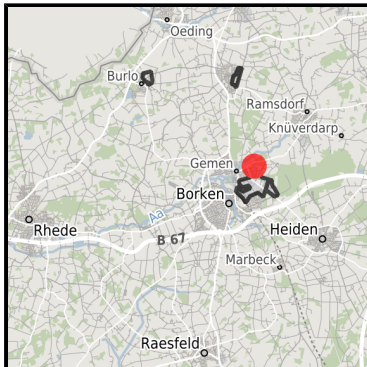 Oeding
Burlo
Ramsdorf
Knüverdarp
Gemen
Borken
Aa
Rhede
B 67
Heiden
Marbeck
Raesfeld